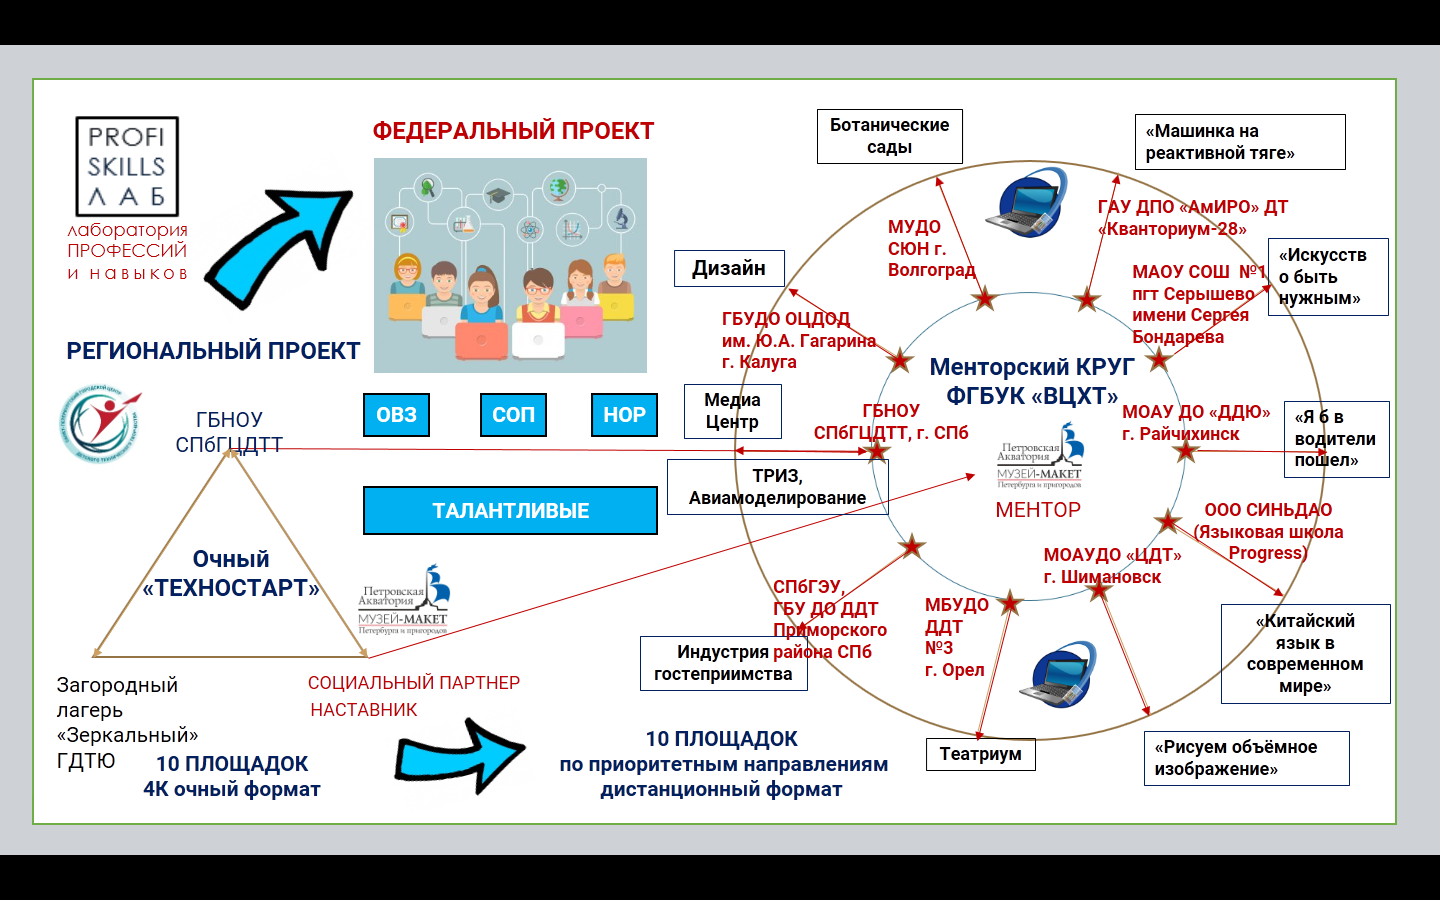 PROFI
SKILLS
ЛАБ
лаборатория
ПРОФЕССИЙ
и навыков
РЕГИОНАЛЬНЫЙ ПРОЕКТ
ФЕДЕРАЛЬНЫЙ ПРОЕКТ
ГБНОУ
СПбГЦДТТ
Очный
«ТЕХНОСТАРТ»
Загородный
лагерь
«Зеркальный»
ГДТЮ
10 ПЛОЩАДОК
4К очный формат
ОВЗ
СОП
НОР
ТАЛАНТЛИВЫЕ
Петровская
Акватория
МУЗЕЙ-МАКЕТ
Петербурга и пригородов
СОЦИАЛЬНЫЙ ПАРТНЕР
НАСТАВНИК
10 ПЛОЩАДОК
по приоритетным направлениям
дистанционный формат
Ботанические
сады
«Машинка на
реактивной тяге»
МУДО
СЮН г.
Волгоград
ГАУ ДПО «АмИРО» ДТ
«Кванториум-28»
Дизайн
«Искусств
о быть
нужным»
МАОУ СОШ №1
пгт Серышево
имени Сергея
Бондарева
ГБУДО ОЦДОД
им. Ю.А. Гагарина
г. Калуга
Менторский КРУГ
ФГБУК «ВЦХТ»
Медиа
Центр
ГБНОУ
СПбГЦДТТ, г. СПб
МОАУ ДО «ДДЮ»
г. Райчихинск
«Я б в
водители
пошел»
Петровская
Акватория
МУЗЕЙ-МАКЕТ
Петербурга и пригородов
МЕНТОР
ТРИЗ,
Авиамоделирование
ООО СИНЬДАО
(Языковая школа
Progress)
МОАУДО «ЦДТ»
г. Шимановск
СПбГЭУ,
ГБУ ДО ДДТ
Приморского
района СПб
МБУДО
ДДТ
№3
г. Орел
Индустрия
гостеприимства
«Китайский
язык в
современном
мире»
Театриум
«Рисуем объёмное
изображение»